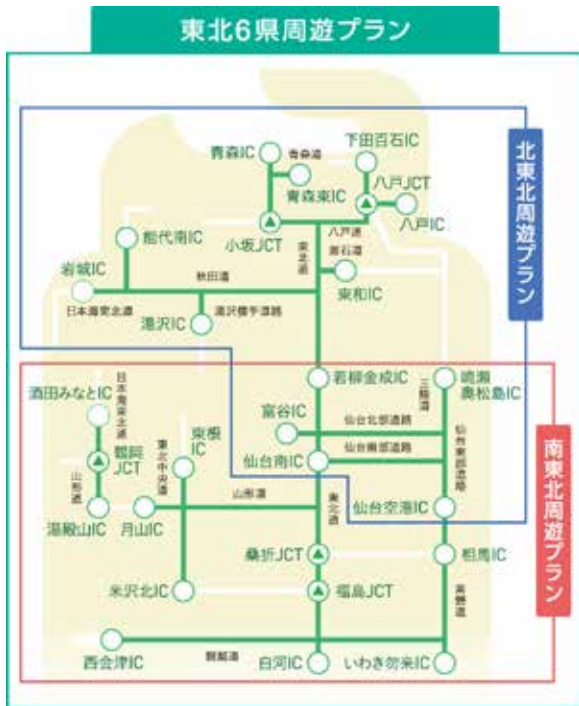 東北6県周遊プラン
北東北周遊プラン
下田百石IC
青森IC
青森道
八戸JCT
青森東IC
八戸IC
小坂JCT
八戸道
能代南IC
東北道
釜石道
岩城IC
秋田道
東和IC
日本海東北道
湯沢横手道路
湯沢IC
南東北周遊プラン
若柳金成IC
鳴瀬
奥松島IC
三陸道
酒田みなとIC
日本海東北道
東根
IC
富谷IC
仙台北部道路
仙台東部道路
鶴岡
JCT
東北中央道
仙台南IC
仙台南部道路
山形道
湯殿山IC
月山IC
山形道
東北道
仙台空港IC
桑折JCT
相馬IC
米沢北IC
福島JCT
常磐道
西会津IC
磐越道
白河IC
いわき勿来IC